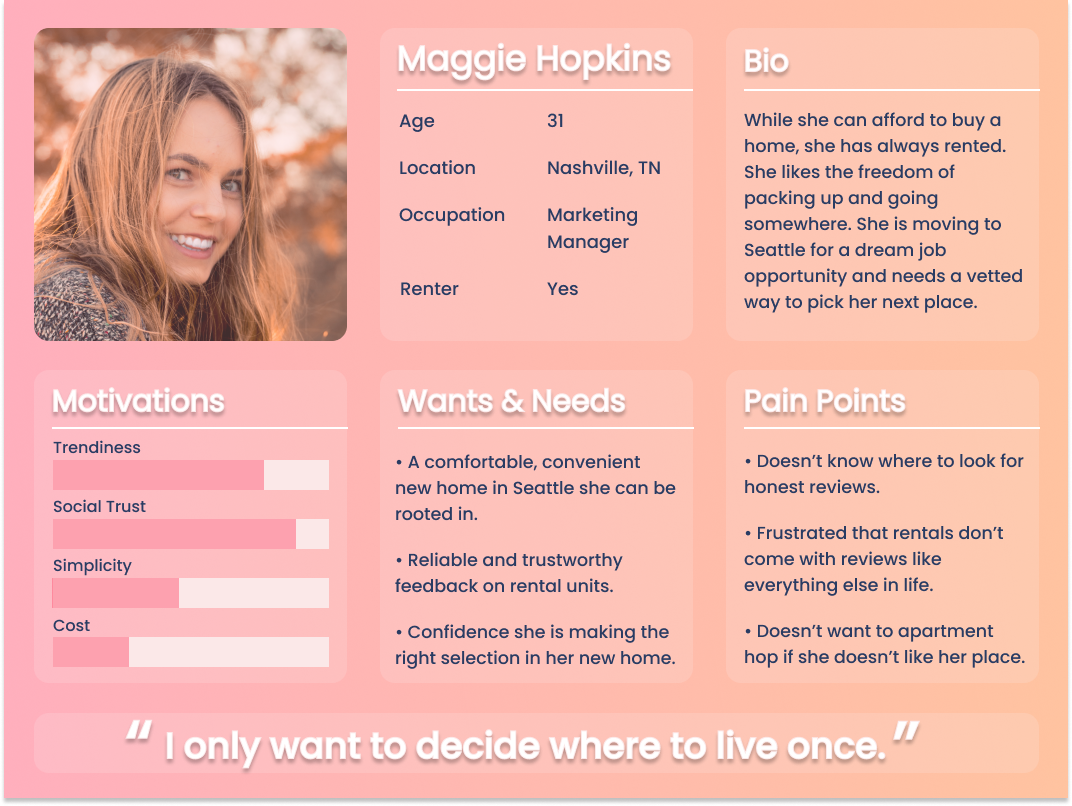 Maggie Hopkins
Age 31
Location Nashville, TN
Occupation Marketing
Manager
Renter Yes
Bio
While she can afford to buy a
home, she has always rented.
She likes the freedom of
packing up and going
somewhere. She is moving to
Seattle for a dream job
opportunity and needs a vetted
way to pick her next place.
Motivations
Trendiness
Social Trust
Simplicity
Cost
Wants & Needs
• A comfortable, convenient
new home in Seattle she can be
rooted in.
• Reliable and trustworthy
feedback on rental units.
• Confidence she is making the
right selection in her new home.
Pain Points
• Doesn’t know where to look for
honest reviews.
• Frustrated that rentals don’t
come with reviews like
everything else in life.
• Doesn’t want to apartment
hop if she doesn’t like her place.
“ I only want to decide where to live once.”